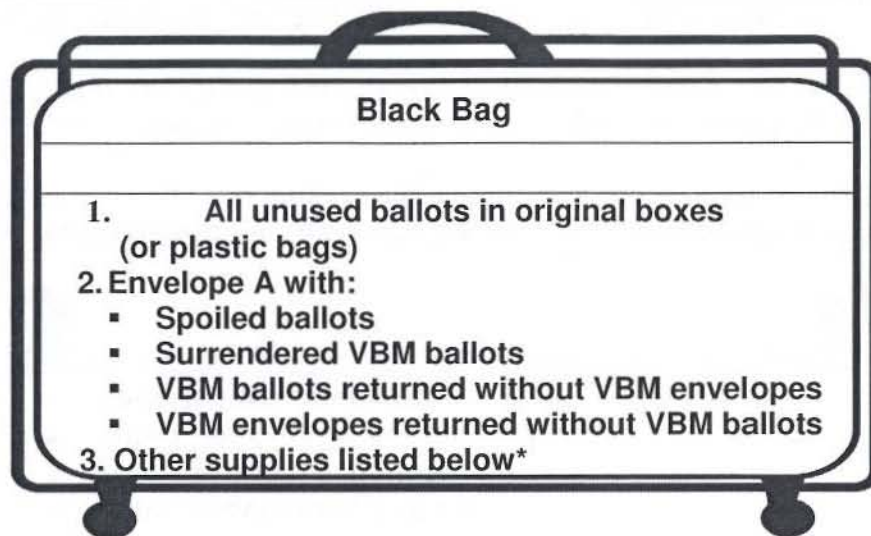 Black Bag
1. All unused ballots in original boxes
(or plastic bags)
2. Envelope A with:
▪ Spoiled ballots
▪ Surrendered VBM ballots
▪ VBM ballots returned without VBM envelopes
▪ VBM envelopes returned without VBM ballots
3. Other supplies listed below*